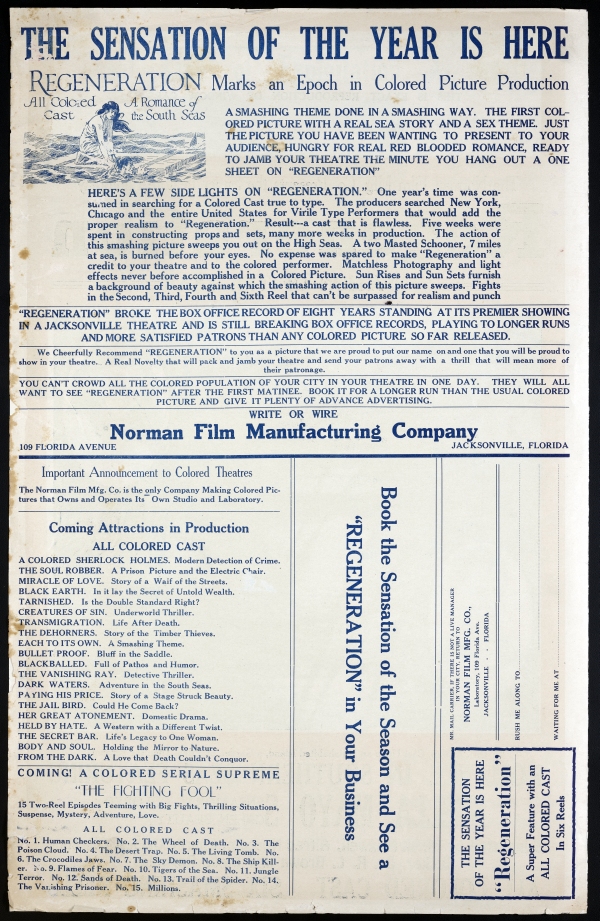 THE SENSATION OF THE YEAR IS HERE
REGENERATION Marks an Epoch in Colored Picture Production
All Colored Cast
A Romance of the South Seas
A SMASHING THEME DONE IN A SMASHING WAY. THE FIRST COL-
ORED PICTURE WITH A REAL SEA STORY AND A SEX THEME. JUST
THE PICTURE YOU HAVE BEEN WANTING TO PRESENT TO YOUR
AUDIENCE, HUNGRY FOR REAL RED BLOODED ROMANCE, READY
TO JAMB YOUR THEATRE THE MINUTE YOU HANG OUT A ONE
SHEET ON "REGENERATION"
HERE'S A FEW SIDE LIGHTS ON "REGENERATION." One year's time was con-
sumed in searching for a Colored Cast true to type. The producers searched New York,
Chicago and the entire United States for Virile Type Performers that would add the
proper realism to "Regeneration." Result---a cast that is flawless. Five weeks were
spent in constructing props and sets, many more weeks in production. The action of
this smashing picture sweeps you out on the High Seas. A two Masted Schooner, 7 miles
at sea, is burned before your eyes. No expense was spared to make "Regeneration" a
credit to your theatre and to the colored performer. Matchless Photography and light
effects never before accomplished in a Colored Picture. Sun Rises and Sun Sets furnish
a background of beauty against which the smashing action of this picture sweeps. Fights
in the Second, Third, Fourth and Sixth Reel that can't be surpassed for realism and punch
"REGENERATION" BROKE THE BOX OFFICE RECORD OF EIGHT YEARS STANDING AT ITS PREMIER SHOWING
IN A JACKSONVILLE THEATRE AND IS STILL BREAKING BOX OFFICE RECORDS, PLAYING TO LONGER RUNS
AND MORE SATISFIED PATRONS THAN ANY COLORED PICTURE SO FAR RELEASED.
We Cheerfully Recommend "REGENERATION" to you as a picture that we are proud to put our name on and one that you will be proud to
show in your theatre. A Real Novelty that will pack and jamb your theatre and send your patrons away with a thrill that will mean more of
their patronage.
YOU CAN'T CROWD ALL THE COLORED POPULATION OF YOUR CITY IN YOUR THEATRE IN ONE DAY. THEY WILL ALL
WANT TO SEE "REGENERATION" AFTER THE FIRST MATINEE. BOOK IT FOR A LONGER RUN THAN THE USUAL COLORED
PICTURE AND GIVE IT PLENTY OF ADVANCE ADVERTISING.
WRITE OR WIRE
Norman Film Manufacturing Company
109 FLORIDA AVENUE
JACKSONVILLE, FLORIDA
Important Announcement to Colored Theatres
The Norman Film Mfg. Co. is the only Company Making Colored Pic-
tures that Owns and Operates Its Own Studio and Laboratory.
Coming Attractions in Production
ALL COLORED CAST
A COLORED SHERLOCK HOLMES. Modern Detection of Crime.
THE SOUL ROBBER. A Prison Picture and the Electric Chair.
MIRACLE OF LOVE. Story of a Waif of the Streets.
BLACK EARTH. In it lay the Secret of Untold Wealth.
TARNISHED. Is the Double Standard Right?
CREATURES OF SIN. Underworld Thriller.
TRANSMIGRATION. Life After Death.
THE DEHORNERS. Story of the Timber Thieves.
EACH TO ITS OWN. A Smashing Theme.
BULLET PROOF. Bluff in the Saddle.
BLACKBALLED. Full of Pathos and Humor.
THE VANISHING RAY. Detective Thriller.
DARK WATERS. Adventure in the South Seas.
PAYING HIS PRICE. Story of a Stage Struck Beauty.
THE JAIL BIRD. Could He Come Back?
HER GREAT ATONEMENT. Domestic Drama.
HELD BY HATE. A Western with a Different Twist.
THE SECRET BAR. Life's Legacy to One Woman.
BODY AND SOUL. Holding the Mirror to Nature.
FROM THE DARK. A Love that Death Couldn't Conquor.
COMING! A COLORED SERIAL SUPREME
"THE FIGHTING FOOL"
15 Two-Reel Episodes Teeming with Big Fights, Thrilling Situations,
Suspense, Mystery, Adventure, Love.
ALL COLORED CAST
No. 1. Human Checkers. No. 2. The Wheel of Death. No. 3. The
Poison Cloud. No. 4. The Desert Trap. No. 5. The Living Tomb. No.
6. The Crocodiles Jaws. No. 7. The Sky Demon. No. 8. The Ship Kill-
er. No. 9. Flames of Fear. No. 10. Tigers of the Sea. No. 11. Jungle
Terror. No. 12. Sands of Death. No. 13. Trail of the Spider. No. 14.
The Vanishing Prisoner. No. 15. Millions.
Book the Sensation of the Season and See a
"REGENERATION" in Your Business
MR. MAIL CARRIER, IF THERE IS NOT A LIVE MANAGER
IN YOUR CITY, RETURN TO
NORMAN FILM MFG. CO.,
Laboratory, 109 Florida Ave.
JACKSONVILLE - FLORIDA
RUSH ME ALONG TO
WAITING FOR ME AT
THE SENSATION
OF THE YEAR IS HERE
"Regeneration"
A Super Feature with an
ALL COLORED CAST
In Six Reels